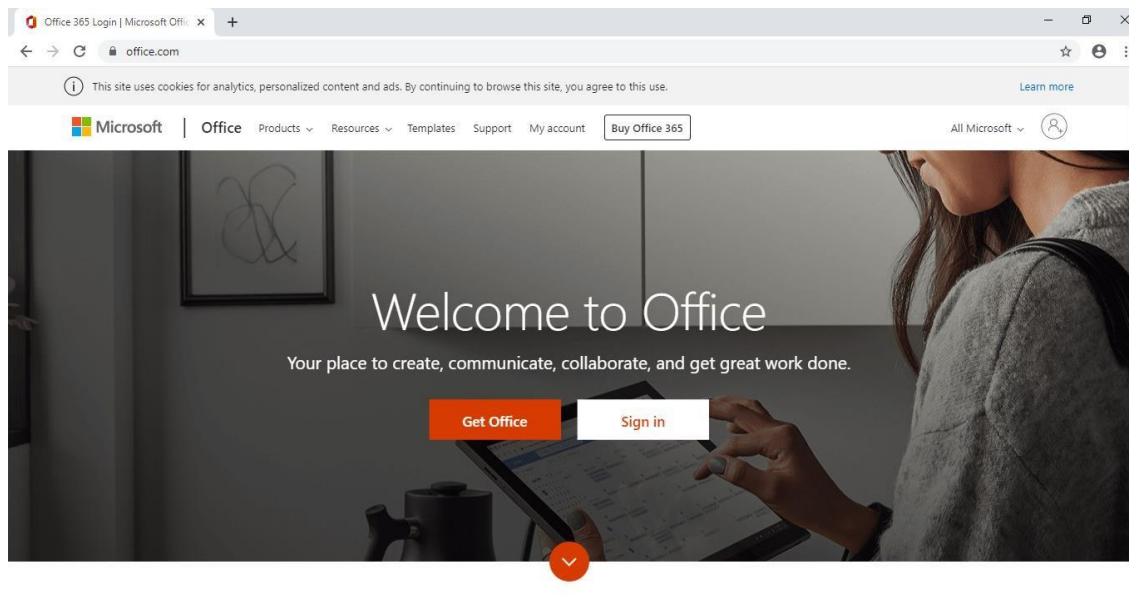 Office 365 Login | Microsoft Offic
office.com
This site uses cookies for analytics, personalized content and ads. By continuing to browse this site, you agree to this use.
Learn more
Microsoft | Office Products Resources Templates Support My account Buy Office 365 All Microsoft
Welcome to Office
Your place to create, communicate, collaborate, and get great work done.
Get Office Sign in